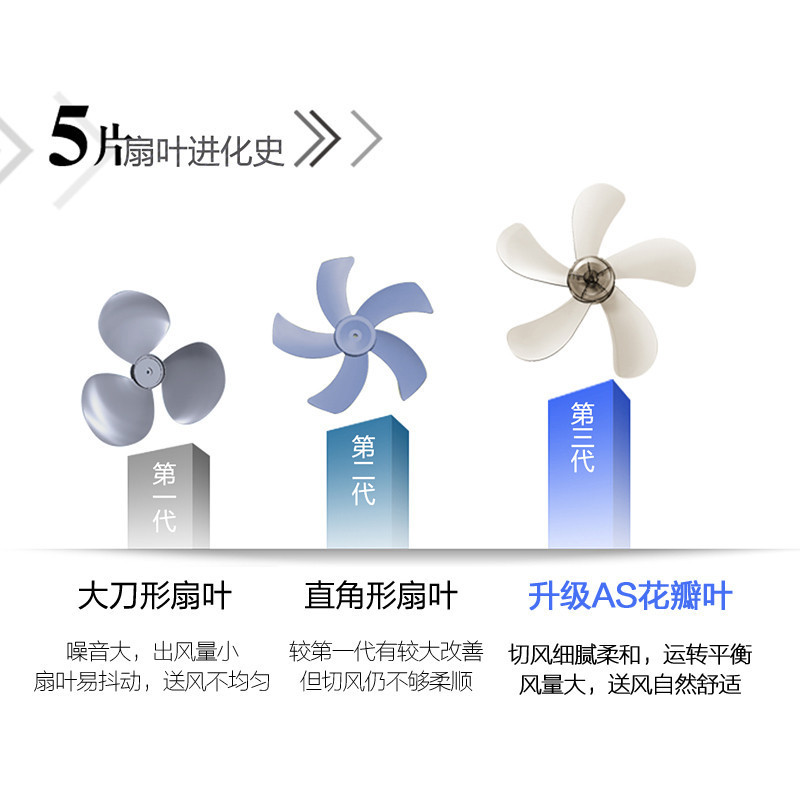 5片扇叶进化史
第一代
第二代
第三代
大刀形扇叶
噪音大，出风量小
扇叶易抖动，送风不均匀
直角形扇叶
较第一代有较大改善
但切风仍不够柔顺
升级AS花瓣叶
切风细腻柔和，运转平衡
风量大，送风自然舒适